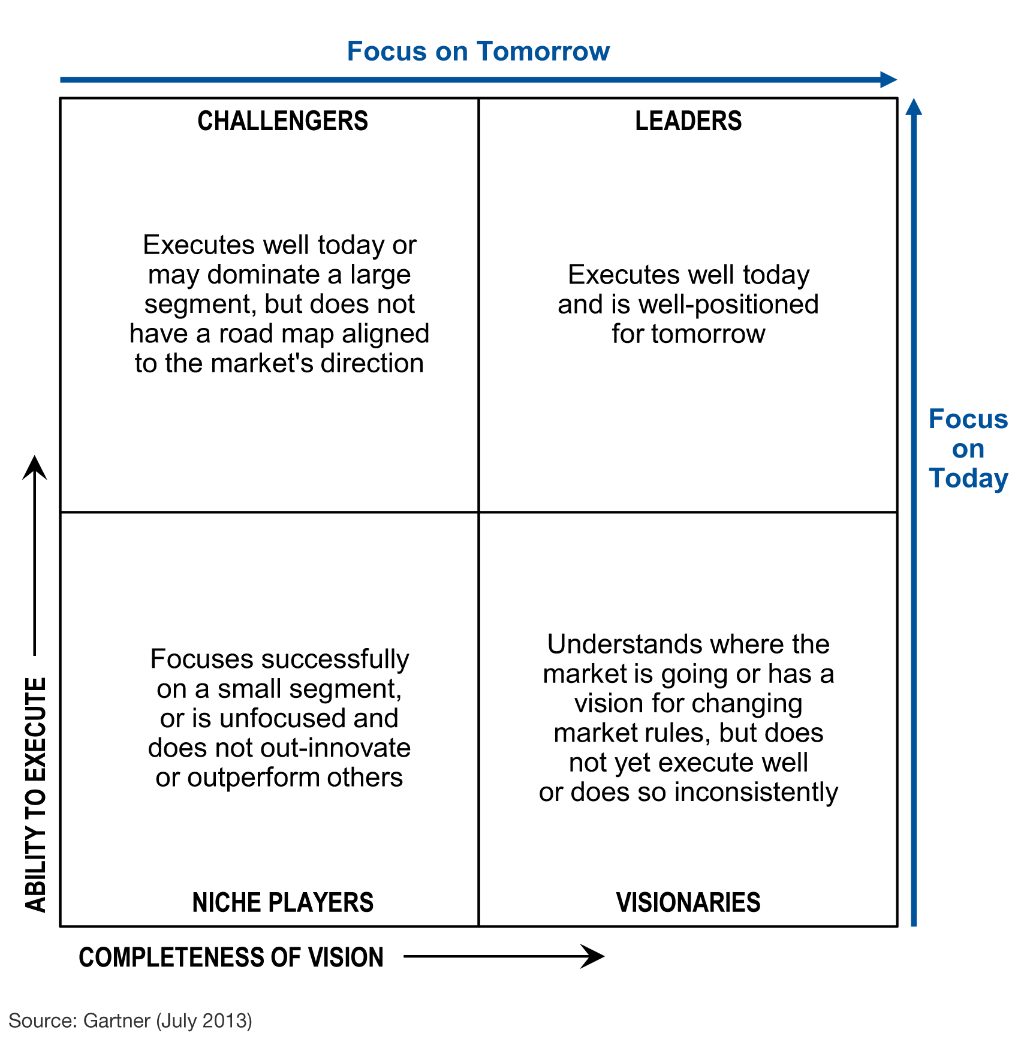 Focus on Tomorrow
CHALLENGERS
Executes well today or
may dominate a large
segment, but does not
have a road map aligned
to the market's direction
LEADERS
Executes well today
and is well-positioned
for tomorrow
Focus
on
Today
ABILITY TO EXECUTE
Focuses successfully
on a small segment,
or is unfocused and
does not out-innovate
or outperform others
NICHE PLAYERS
Understands where the
market is going or has a
vision for changing
market rules, but does
not yet execute well
or does so inconsistently
VISIONARIES
COMPLETENESS OF VISION
Source: Gartner (July 2013)